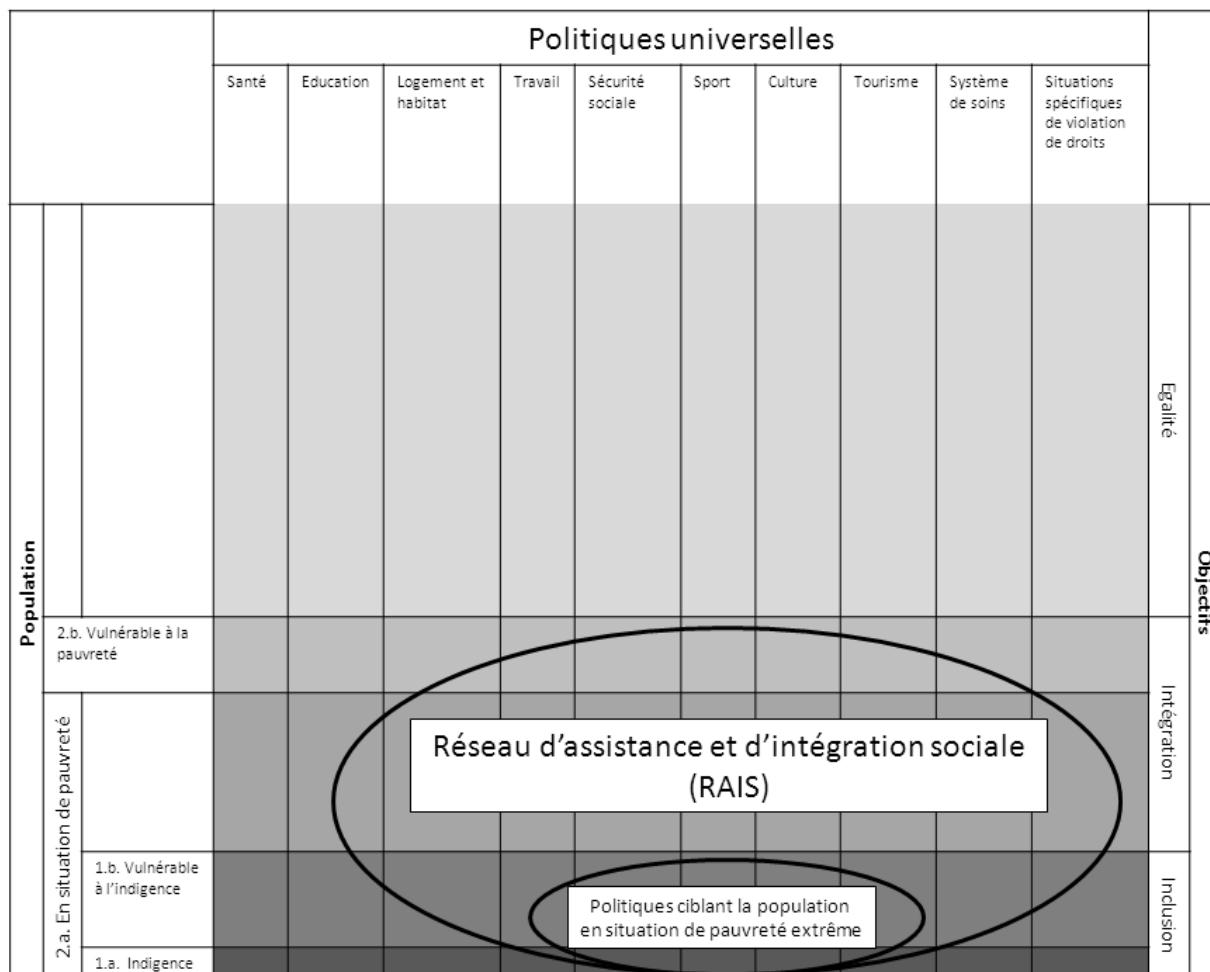 Politiques universelles
Santé
Education
Logement et
habitat
Travail
Sécurité
sociale
Sport
Culture
Tourisme
Système
de soins
Situations
spécifiques
de violation
de droits
Population
Egalité
Objectifs
2.b. Vulnérable à la
pauvreté
Intégration
2.a. En situation de pauvreté
Réseau d’assistance et d’intégration sociale
(RAIS)
1.b. Vulnérable
à l’indigence
Inclusion
Politiques ciblant la population
en situation de pauvreté extrême
1.a. Indigence